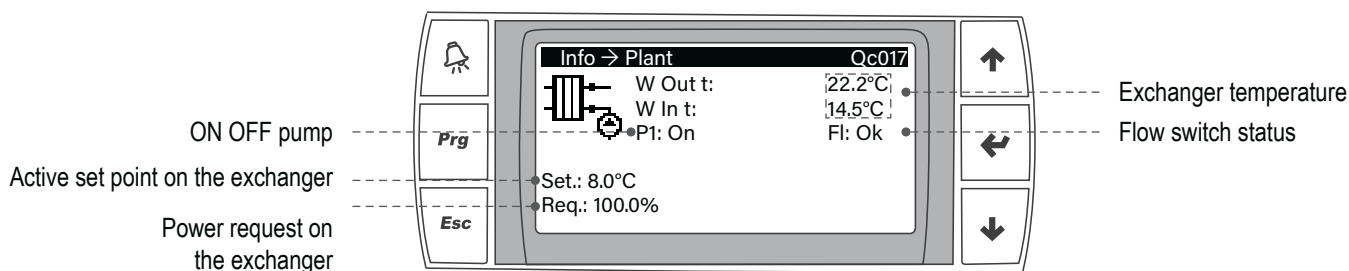 Info → Plant Qc017
W Out t: 22.2°C
W In t: 14.5°C
P1: On Fl: Ok
Set.: 8.0°C
Req.: 100.0%
Prg
Esc
ON OFF pump
Active set point on the exchanger
Power request on
the exchanger
Exchanger temperature
Flow switch status